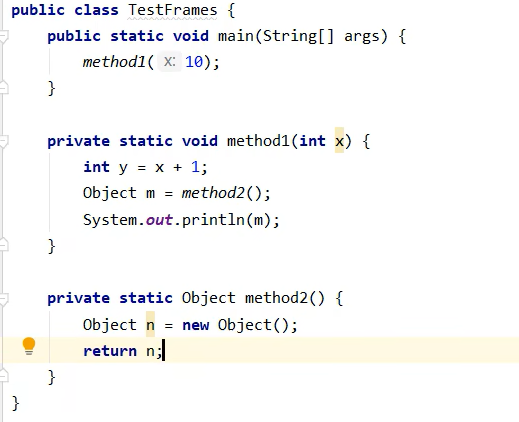 public class TestFrames {
    public static void main(String[] args) {
        method1( x: 10);
    }

    private static void method1(int x) {
        int y = x + 1;
        Object m = method2();
        System.out.println(m);
    }

    private static Object method2() {
        Object n = new Object();
        return n;
    }
}